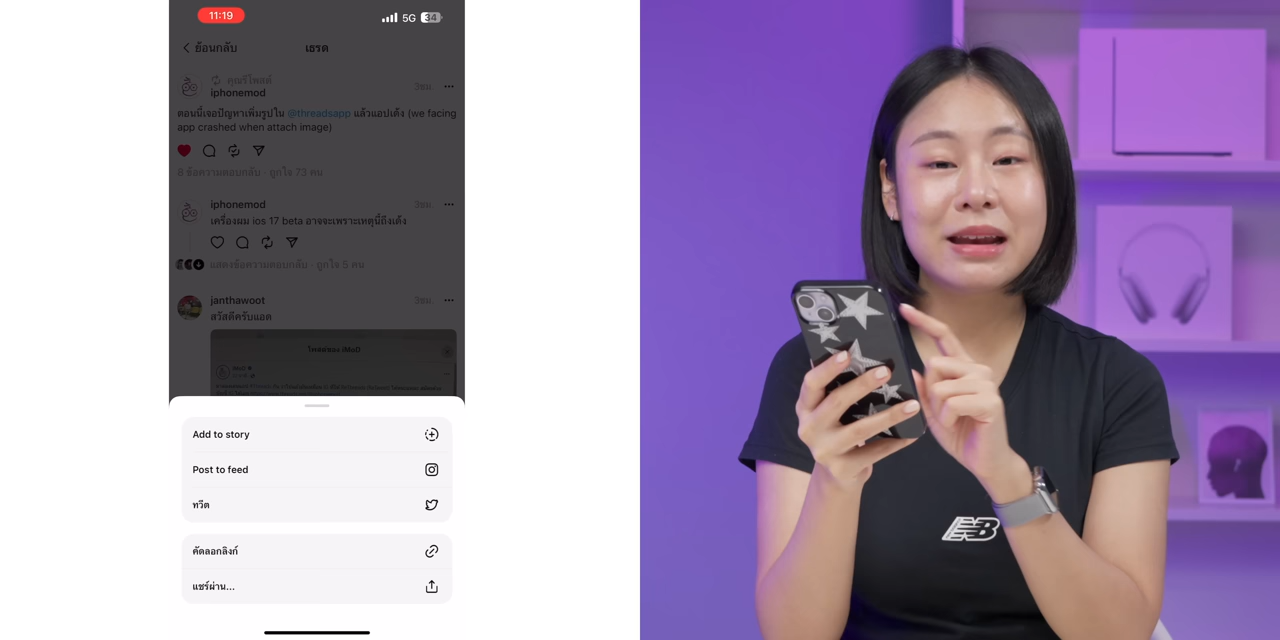 11:19
5G 34
ย้อนกลับ
เธรด
คุณรีโพสต์
iphonemod
3ชม.
ตอนนี้เจอปัญหาเพิ่มรูปใน @threadsapp แล้วแอปเด้ง (we facing
app crashed when attach image)
8 ข้อความตอบกลับ · ถูกใจ 73 คน
iphonemod
3ชม.
เครื่องผม ios 17 beta อาจจะเพราะเหตุนี้ถึงเด้ง
แสดงข้อความตอบกลับ · ถูกใจ 5 คน
janthawoot
3ชม.
สวัสดีครับแอด
Add to story
Post to feed
ทวีต
คัดลอกลิงก์
แชร์ผ่าน...
NB